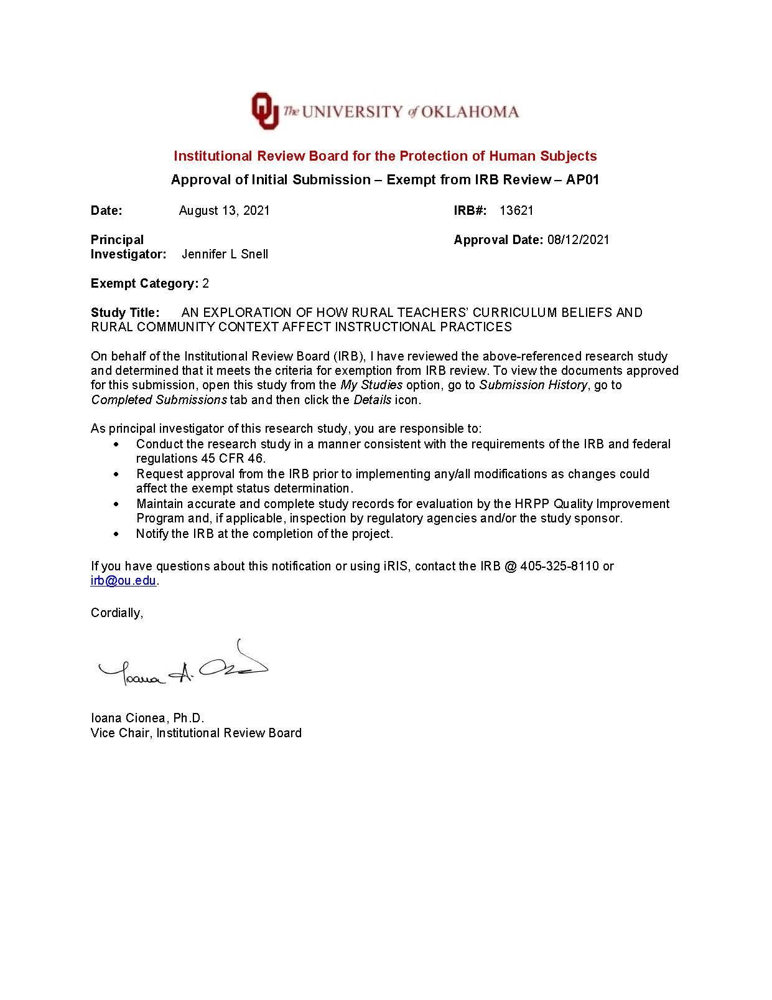 The UNIVERSITY of OKLAHOMA
Institutional Review Board for the Protection of Human Subjects
Approval of Initial Submission – Exempt from IRB Review – AP01
Date: August 13, 2021 IRB#: 13621
Principal Approval Date: 08/12/2021
Investigator: Jennifer L Snell
Exempt Category: 2
Study Title: AN EXPLORATION OF HOW RURAL TEACHERS’ CURRICULUM BELIEFS AND
RURAL COMMUNITY CONTEXT AFFECT INSTRUCTIONAL PRACTICES
On behalf of the Institutional Review Board (IRB), I have reviewed the above-referenced research study
and determined that it meets the criteria for exemption from IRB review. To view the documents approved
for this submission, open this study from the My Studies option, go to Submission History, go to
Completed Submissions tab and then click the Details icon.
As principal investigator of this research study, you are responsible to:
• Conduct the research study in a manner consistent with the requirements of the IRB and federal
regulations 45 CFR 46.
• Request approval from the IRB prior to implementing any/all modifications as changes could
affect the exempt status determination.
• Maintain accurate and complete study records for evaluation by the HRPP Quality Improvement
Program and, if applicable, inspection by regulatory agencies and/or the study sponsor.
• Notify the IRB at the completion of the project.
If you have questions about this notification or using iRIS, contact the IRB @ 405-325-8110 or
irb@ou.edu.
Cordially,
Ioana A.
Ioana Cionea, Ph.D.
Vice Chair, Institutional Review Board